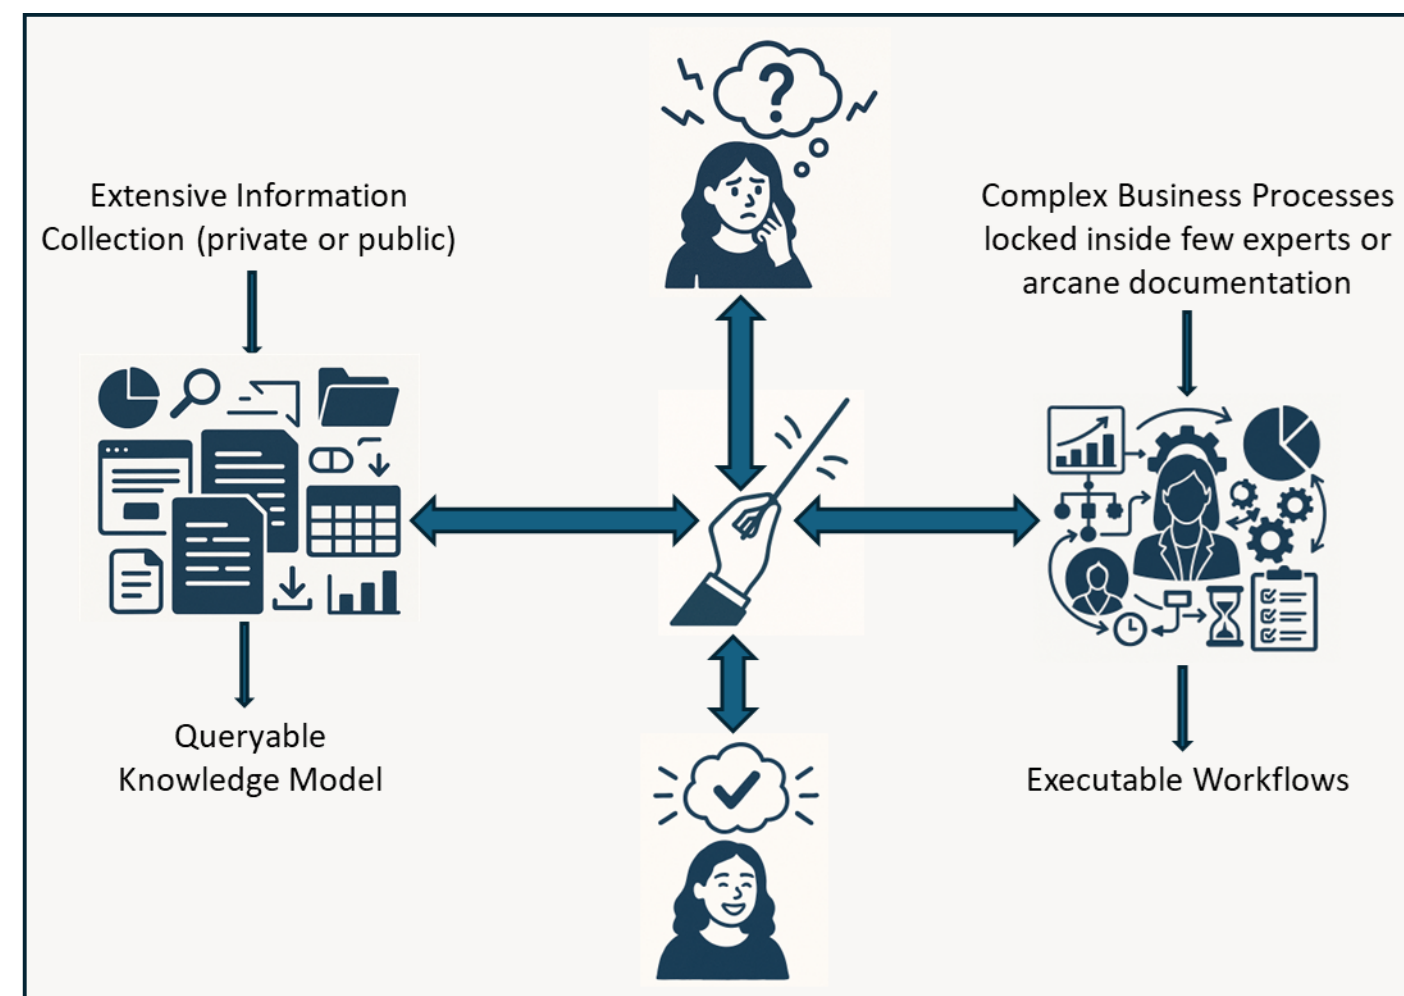 ?
Extensive Information
Collection (private or public)
Complex Business Processes
locked inside few experts or
arcane documentation
Queryable
Knowledge Model
Executable Workflows